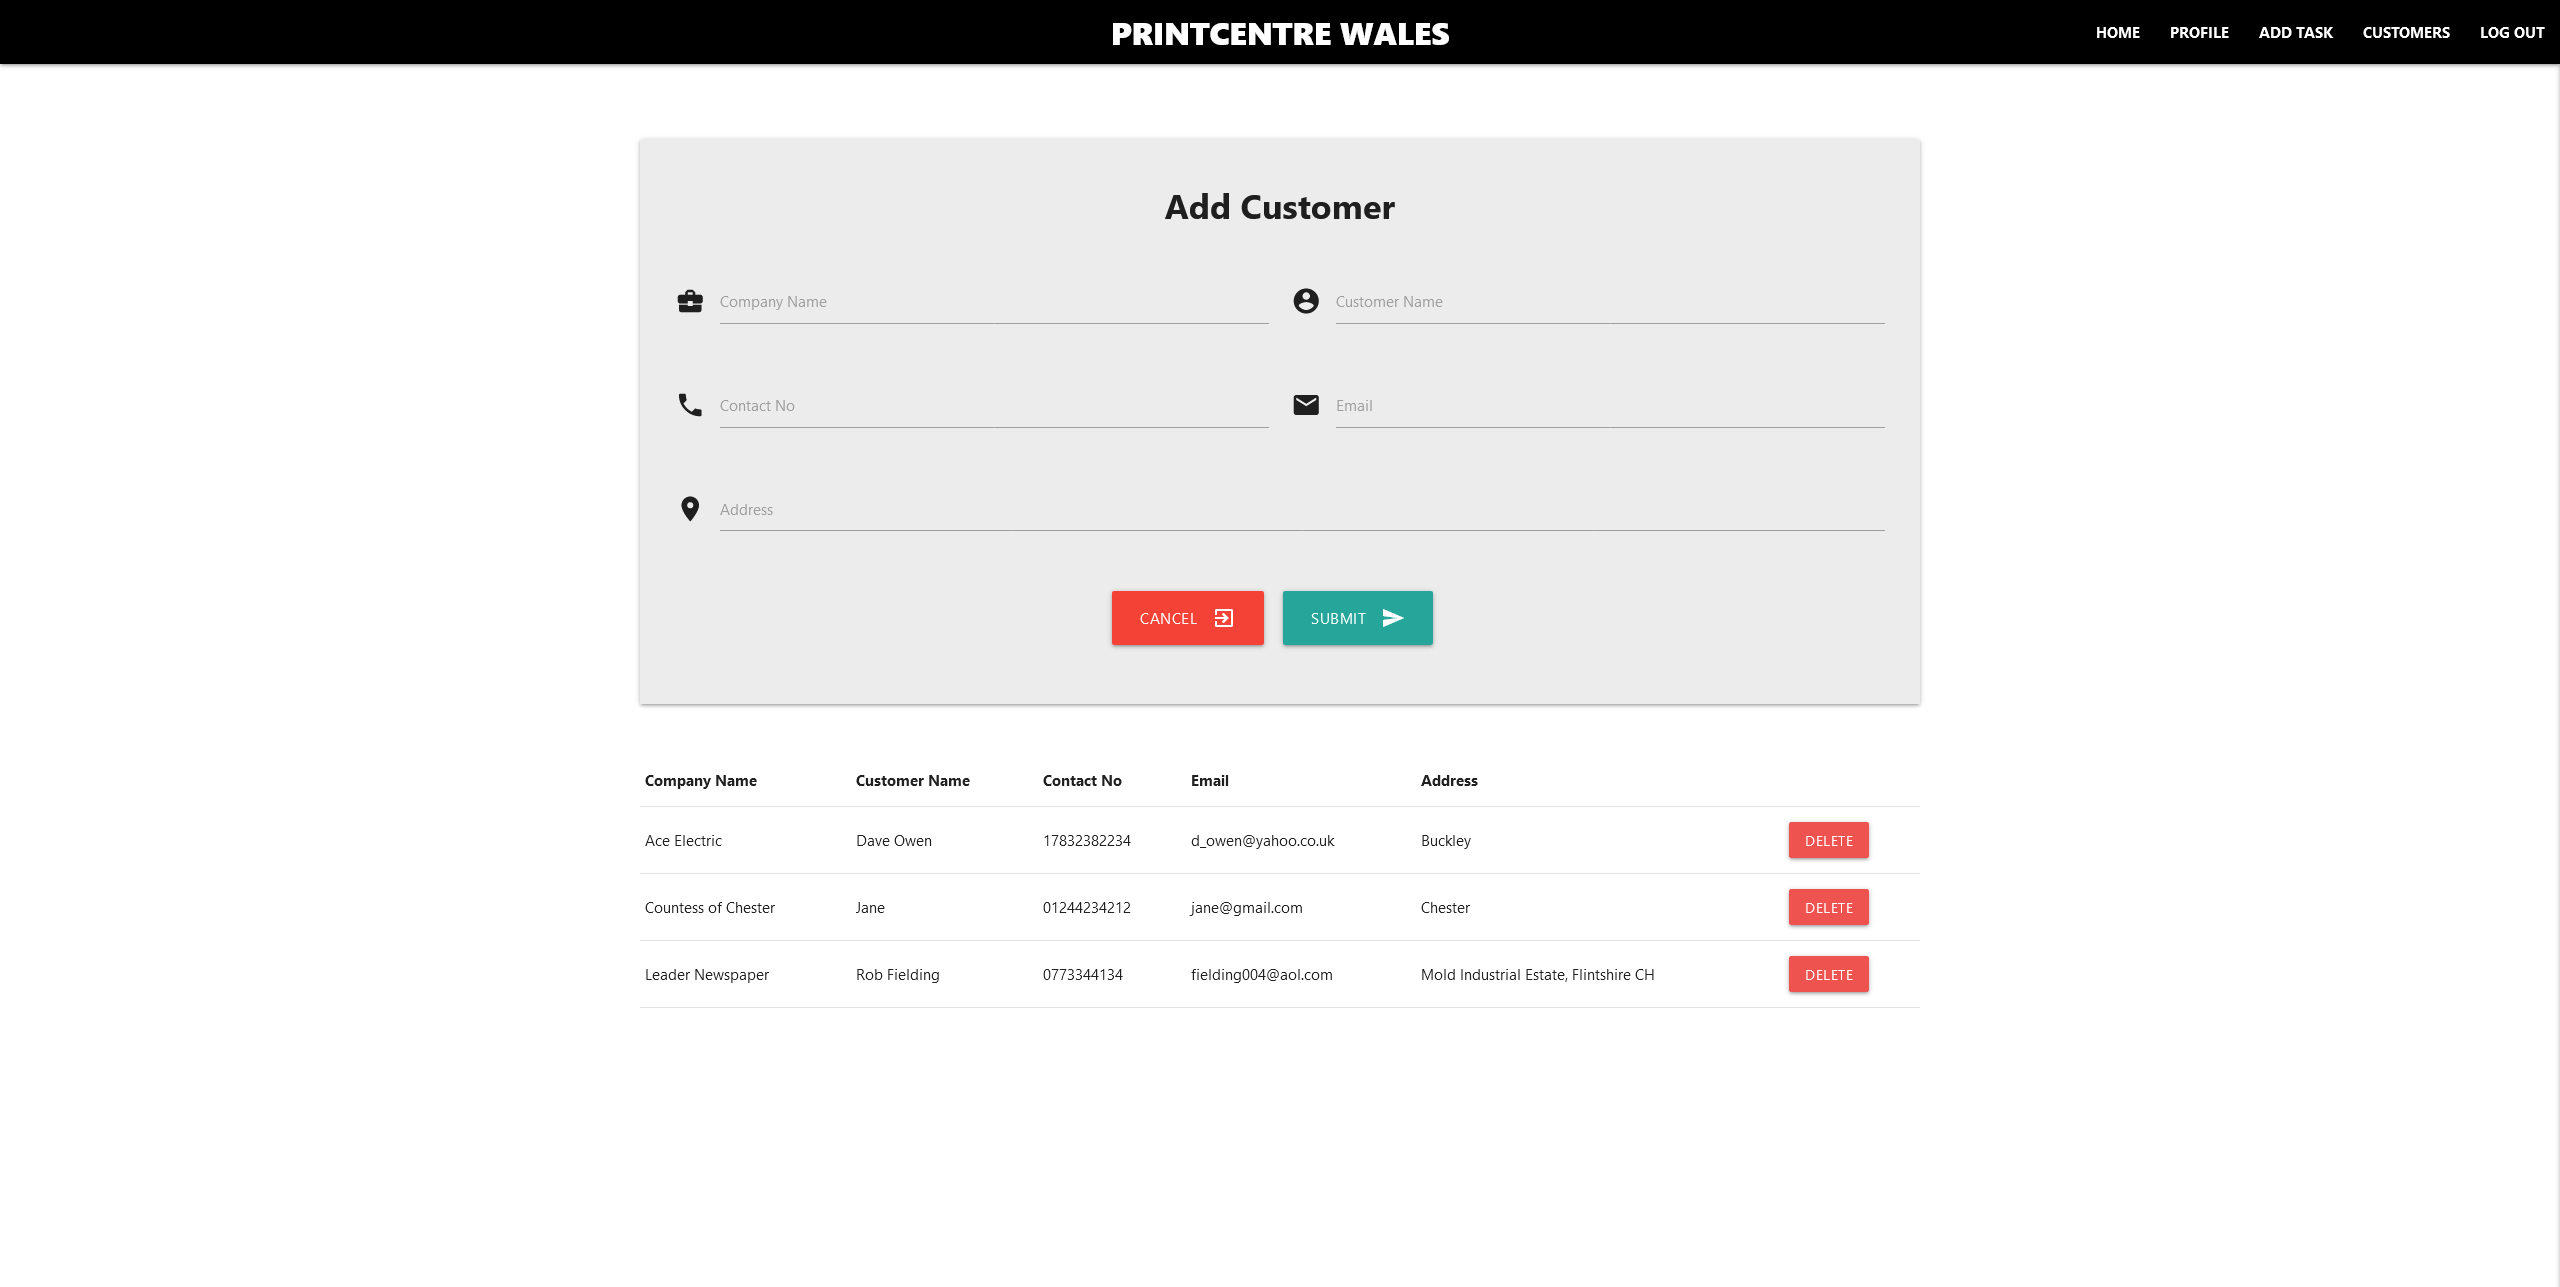 PRINTCENTRE WALES
HOME PROFILE ADD TASK CUSTOMERS LOG OUT
Add Customer
Company Name Customer Name
Contact No Email
Address
CANCEL SUBMIT
Company Name Customer Name Contact No Email Address
Ace Electric Dave Owen 17832382234 d_owen@yahoo.co.uk Buckley DELETE
Countess of Chester Jane 01244234212 jane@gmail.com Chester DELETE
Leader Newspaper Rob Fielding 0773344134 fielding004@aol.com Mold Industrial Estate, Flintshire CH DELETE